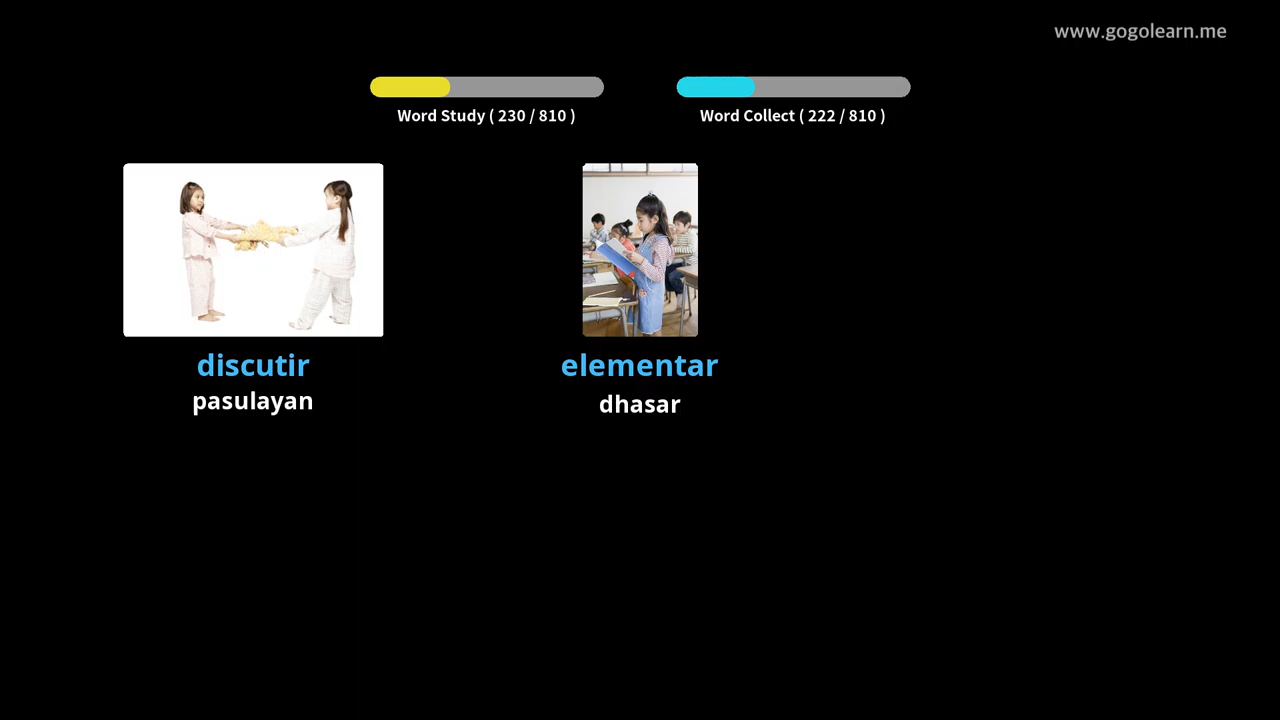 www.gogolearn.me
Word Study ( 230 / 810 )
Word Collect ( 222 / 810 )
discutir
pasulayan
elementar
dhasar